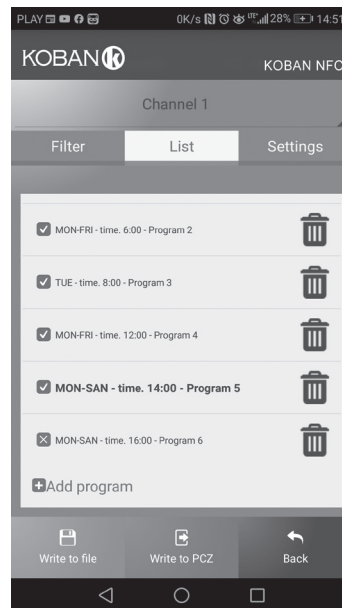 PLAY 0K/s LTE 28% 14:51
KOBAN K
KOBAN NFC
Channel 1
Filter List Settings
MON-FRI - time. 6:00 - Program 2
TUE - time. 8:00 - Program 3
MON-FRI - time. 12:00 - Program 4
MON-SAN - time. 14:00 - Program 5
MON-SAN - time. 16:00 - Program 6
Add program
Write to file Write to PCZ Back